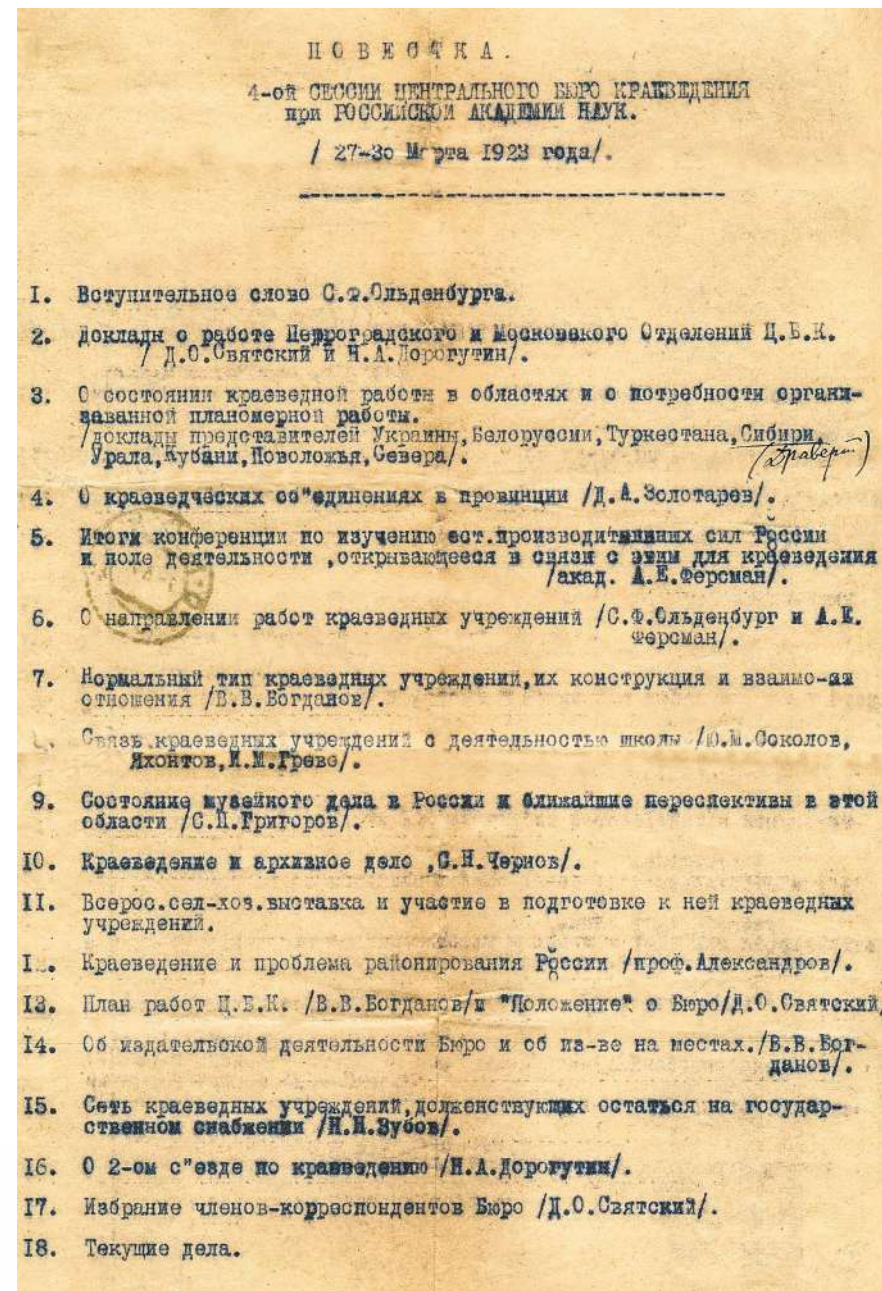 ПОВЕСТКА.
4-ой СЕССИИ ЦЕНТРАЛЬНОГО БЮРО КРАЕВЕДЕНИЯ
при РОССИЙСКОЙ АКАДЕМИИ НАУК.
/ 27-30 Марта 1923 года/.
I. Вступительное слово С.Ф.Ольденбурга.
2. Доклады о работе Петроградского и Московского Отделений Ц.Б.К.
/ Д.О.Святский и Н.А.Дорогутин/.
3. О состоянии краеведной работы в областях и о потребности органи-
заванной планомерной работы.
/доклады представителей Украины,Белоруссии,Туркестана,Сибири,
Урала,Кубани,Поволожья,Севера/.
(Драверт)
4. О краеведческих об"единениях в провинции /Д.А.Золотарев/.
5. Итоги конференции по изучению ест.производительных сил России
и поле деятельности ,открывающееся в связи с этим для краеведения
/акад. А.Е.Ферсман/.
6. О направлении работ краеведных учреждений /С.Ф.Ольденбург и А.Е.
Ферсман/.
7. Нормальный тип краеведных учреждений,их конструкция и взаимо-
отношения /В.В.Богданов/.
Связь краеведных учреждений с деятельностью школы /Ю.М.Соколов,
Яхонтов,И.М.Гревс/.
9. Состояние музейного дела в России и ближайшие переспективы в этой
области /С.П.Григоров/.
IO. Краеведение и архивное дело ,С.Н.Чернов/.
II. Всерос.сел-хоз.выставка и участие в подготовке к ней краеведных
учреждений.
Краеведение и проблема районирования России /проф.Александров/.
I3. План работ Ц.Б.К. /В.В.Богданов/и "Положение" о Бюро/Д.О.Святский/
I4. Об издательской деятельности Бюро и об из-ве на местах./В.В.Бог-
данов/.
I5. Сеть краеведных учреждений,долженствующих остаться на государ-
ственном снабжении /Н.Н.Зубов/.
I6. О 2-ом с"езде по краеведению /Н.А.Дорогутин/.
I7. Избрание членов-корреспондентов Бюро /Д.О.Святский/.
I8. Текущие дела.